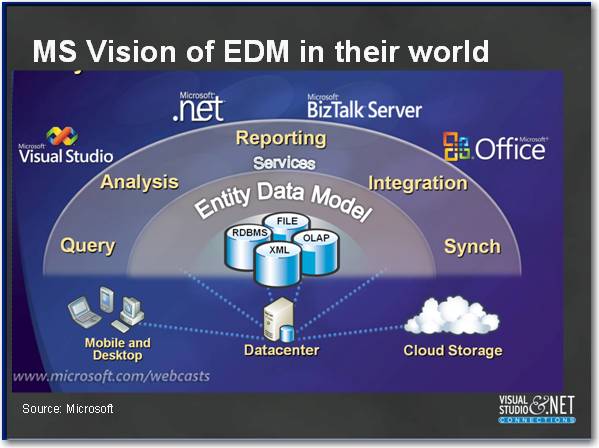 MS Vision of EDM in their world
Microsoft®
.net
Microsoft®
BizTalk Server
Microsoft®
Visual Studio
Microsoft®
Office
Reporting
Services
Analysis
Integration
Entity Data Model
Query
Synch
FILE
RDBMS
OLAP
XML
Mobile and
Desktop
Datacenter
Cloud Storage
www.microsoft.com/webcasts
Source: Microsoft
VISUAL
STUDIO &.NET
CONNECTIONS